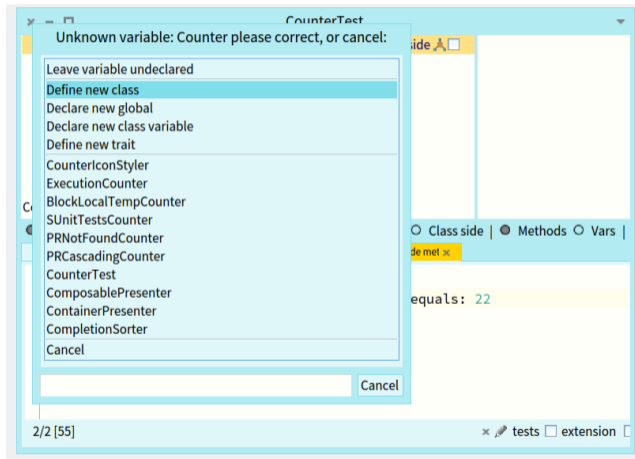 CounterTest
Unknown variable: Counter please correct, or cancel:
side
Leave variable undeclared
Define new class
Declare new global
Declare new class variable
Define new trait
CounterIconStyler
ExecutionCounter
BlockLocalTempCounter
SUnitTestsCounter
PRNotFoundCounter
PRCascadingCounter
CounterTest
ComposablePresenter
ContainerPresenter
CompletionSorter
Cancel
Class side | Methods Vars |
de met ×
equals: 22
Cancel
2/2 [55] × tests extension